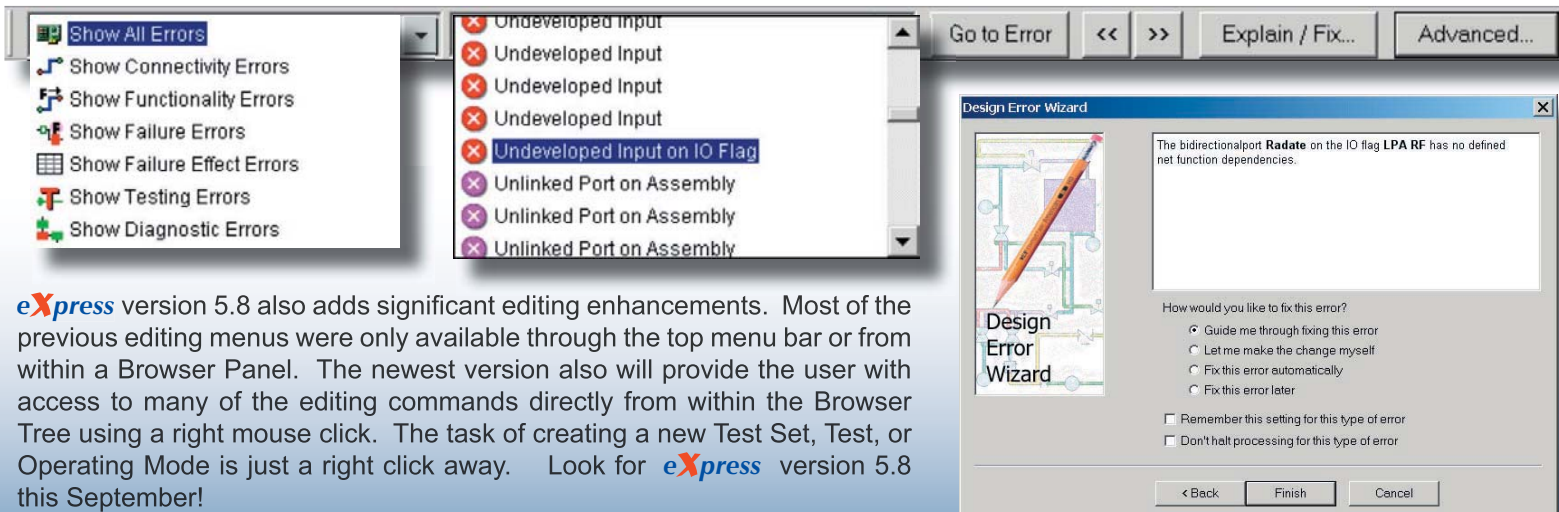 Show All Errors
Show Connectivity Errors
Show Functionality Errors
Show Failure Errors
Show Failure Effect Errors
Show Testing Errors
Show Diagnostic Errors
Undeveloped Input
Undeveloped Input
Undeveloped Input
Undeveloped Input
Undeveloped Input on IO Flag
Unlinked Port on Assembly
Unlinked Port on Assembly
Unlinked Port on Assembly
Go to Error << >> Explain / Fix... Advanced...
eXpress version 5.8 also adds significant editing enhancements. Most of the
previous editing menus were only available through the top menu bar or from
within a Browser Panel. The newest version also will provide the user with
access to many of the editing commands directly from within the Browser
Tree using a right mouse click. The task of creating a new Test Set, Test, or
Operating Mode is just a right click away. Look for eXpress version 5.8
this September!
Design Error Wizard
Design
Error
Wizard
The bidirectionalport Radate on the IO flag LPA RF has no defined
net function dependencies.
How would you like to fix this error?
Guide me through fixing this error
Let me make the change myself
Fix this error automatically
Fix this error later
Remember this setting for this type of error
Don't halt processing for this type of error
< Back Finish Cancel